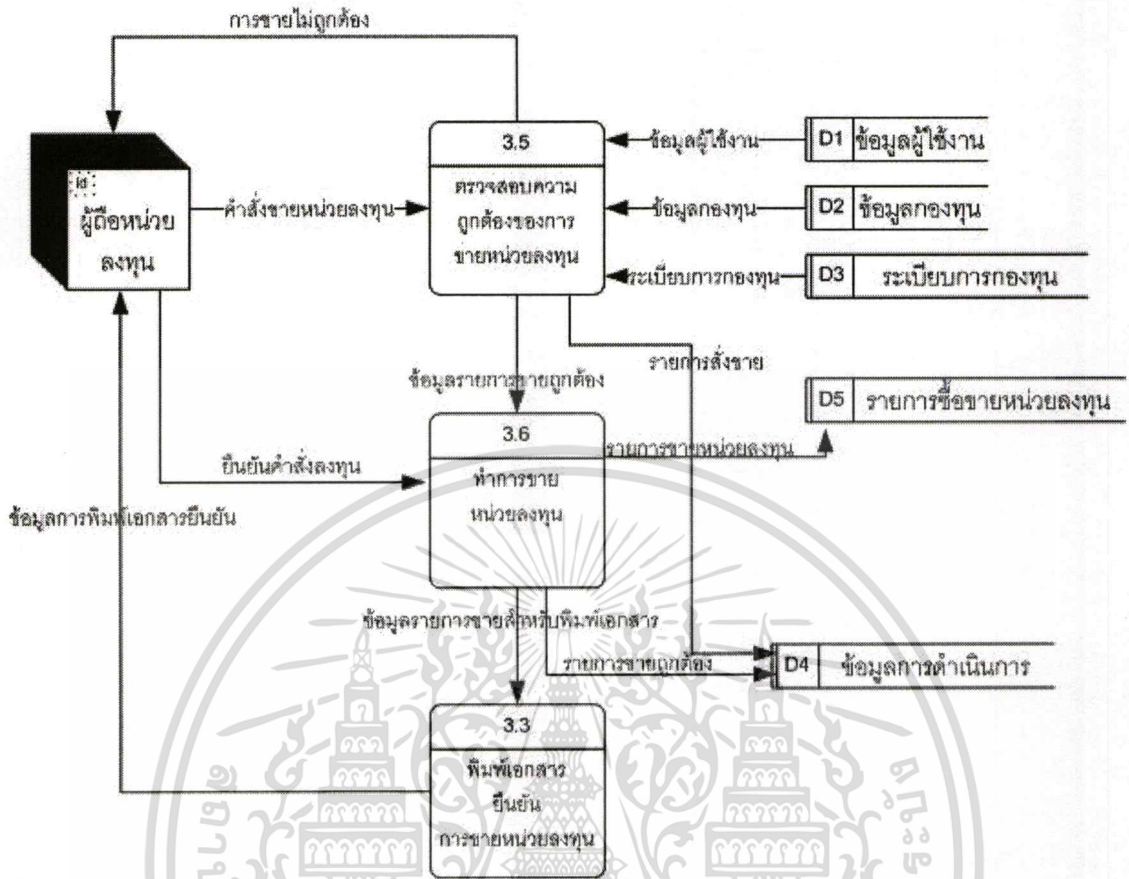 การขายไม่ถูกต้อง
id
ผู้ถือหน่วย
ลงทุน
คำสั่งขายหน่วยลงทุน
3.5
ตรวจสอบความ
ถูกต้องของการ
ขายหน่วยลงทุน
ข้อมูลผู้ใช้งาน
D1 ข้อมูลผู้ใช้งาน
ข้อมูลกองทุน
D2 ข้อมูลกองทุน
ระเบียบการกองทุน
D3 ระเบียบการกองทุน
รายการสั่งขาย
ข้อมูลรายการขายถูกต้อง
D5 รายการซื้อขายหน่วยลงทุน
3.6
ทำการขาย
หน่วยลงทุน
รายการขายหน่วยลงทุน
ยืนยันคำสั่งลงทุน
ข้อมูลการพิมพ์เอกสารยืนยัน
ข้อมูลรายการขายสำหรับพิมพ์เอกสาร
รายการขายถูกต้อง
D4 ข้อมูลการดำเนินการ
3.3
พิมพ์เอกสาร
ยืนยัน
การขายหน่วยลงทุน